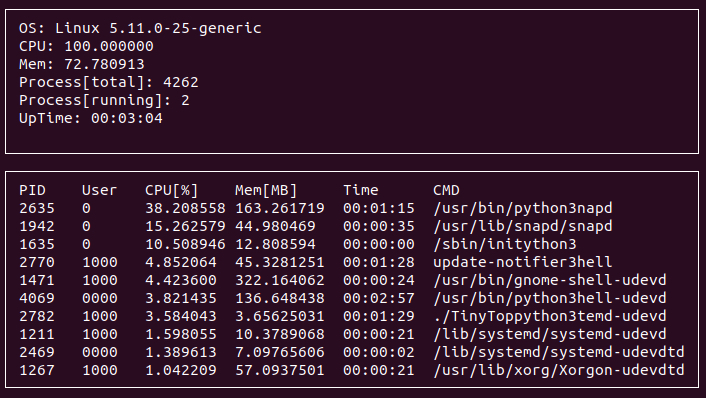 OS: Linux 5.11.0-25-generic
CPU: 100.000000
Mem: 72.780913
Process[total]: 4262
Process[running]: 2
UpTime: 00:03:04
PID User CPU[%] Mem[MB] Time CMD
2635 0 38.208558 163.261719 00:01:15 /usr/bin/python3napd
1942 0 15.262579 44.980469 00:00:35 /usr/lib/snapd/snapd
1635 0 10.508946 12.808594 00:00:00 /sbin/initython3
2770 1000 4.852064 45.3281251 00:01:28 update-notifier3hell
1471 1000 4.423600 322.164062 00:00:24 /usr/bin/gnome-shell-udevd
4069 0000 3.821435 136.648438 00:02:57 /usr/bin/python3hell-udevd
2782 1000 3.584043 3.65625031 00:01:29 ./TinyToppython3temd-udevd
1211 1000 1.598055 10.3789068 00:00:21 /lib/systemd/systemd-udevd
2469 0000 1.389613 7.09765606 00:00:02 /lib/systemd/systemd-udevdtd
1267 1000 1.042209 57.0937501 00:00:21 /usr/lib/xorg/Xorgon-udevdtd